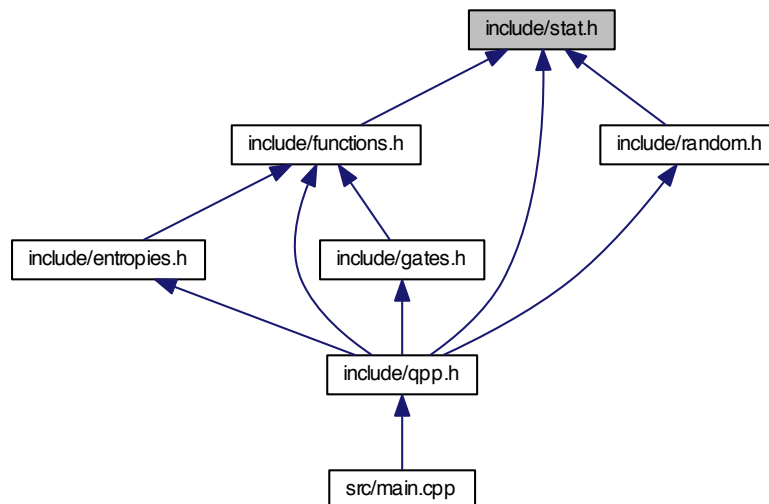 include/stat.h
include/functions.h
include/random.h
include/entropies.h
include/gates.h
include/qpp.h
src/main.cpp